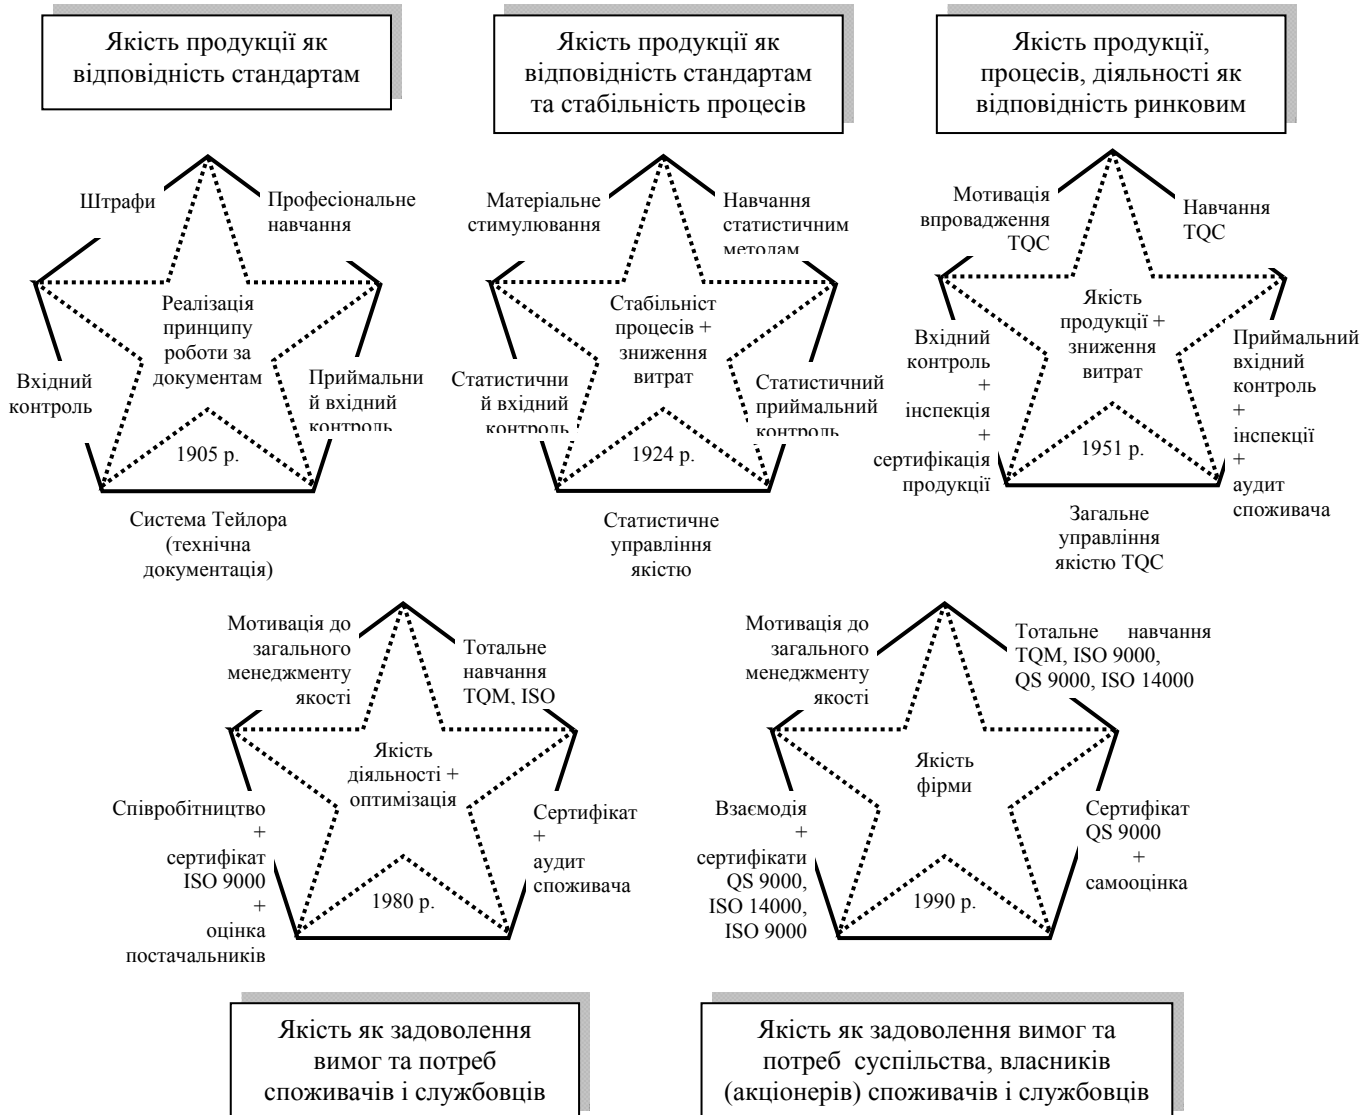 Якість продукції як
відповідність стандартам
Якість продукції як
відповідність стандартам
та стабільність процесів
Якість продукції,
процесів, діяльності як
відповідність ринковим
Штрафи
Професіональне
навчання
Реалізація
принципу
роботи за
документам
Вхідний
контроль
Приймальни
й вхідний
контроль
1905 р.
Система Тейлора
(технічна
документація)
Матеріальне
стимулювання
Навчання
статистичним
методам
Стабільніст
процесів +
зниження
витрат
Статистични
й вхідний
контроль
Статистичний
приймальний
контроль
1924 р.
Статистичне
управління
якістю
Мотивація
впровадження
TQC
Навчання
TQC
Якість
продукції +
зниження
витрат
Вхідний
контроль
+
інспекція
+
сертифікація
продукції
Приймальний
вхідний
контроль
+
інспекції
+
аудит
споживача
1951 р.
Загальне
управління
якістю TQC
Мотивація до
загального
менеджменту
якості
Тотальне
навчання
TQM, ISO
Якість
діяльності +
оптимізація
Співробітництво
+
сертифікат
ISO 9000
+
оцінка
постачальників
Сертифікат
+
аудит
споживача
1980 р.
Якість як задоволення
вимог та потреб
споживачів і службовців
Мотивація до
загального
менеджменту
якості
Тотальне навчання
TQM, ISO 9000,
QS 9000, ISO 14000
Якість
фірми
Взаємодія
+
сертифікати
QS 9000,
ISO 14000,
ISO 9000
Сертифікат
QS 9000
+
самооцінка
1990 р.
Якість як задоволення вимог та
потреб суспільства, власників
(акціонерів) споживачів і службовців